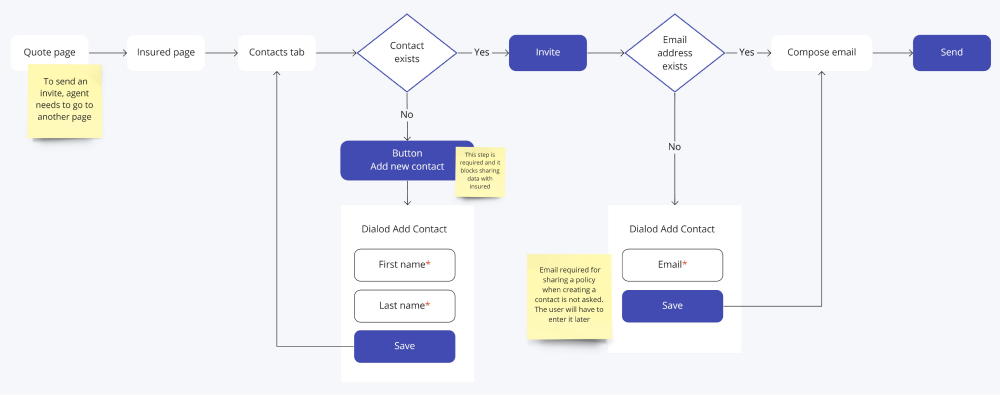 Quote page
Insured page
Contacts tab
Contact
exists
Yes
Invite
Email
address
exists
Yes
Compose email
Send
To send an
invite, agent
needs to go to
another page
No
Button
Add new contact
This step is
required and it
blocks sharing
data with
insured
No
Dialod Add Contact
First name*
Last name*
Save
Dialod Add Contact
Email*
Save
Email required for
sharing a policy
when creating a
contact is not asked.
The user will have to
enter it later